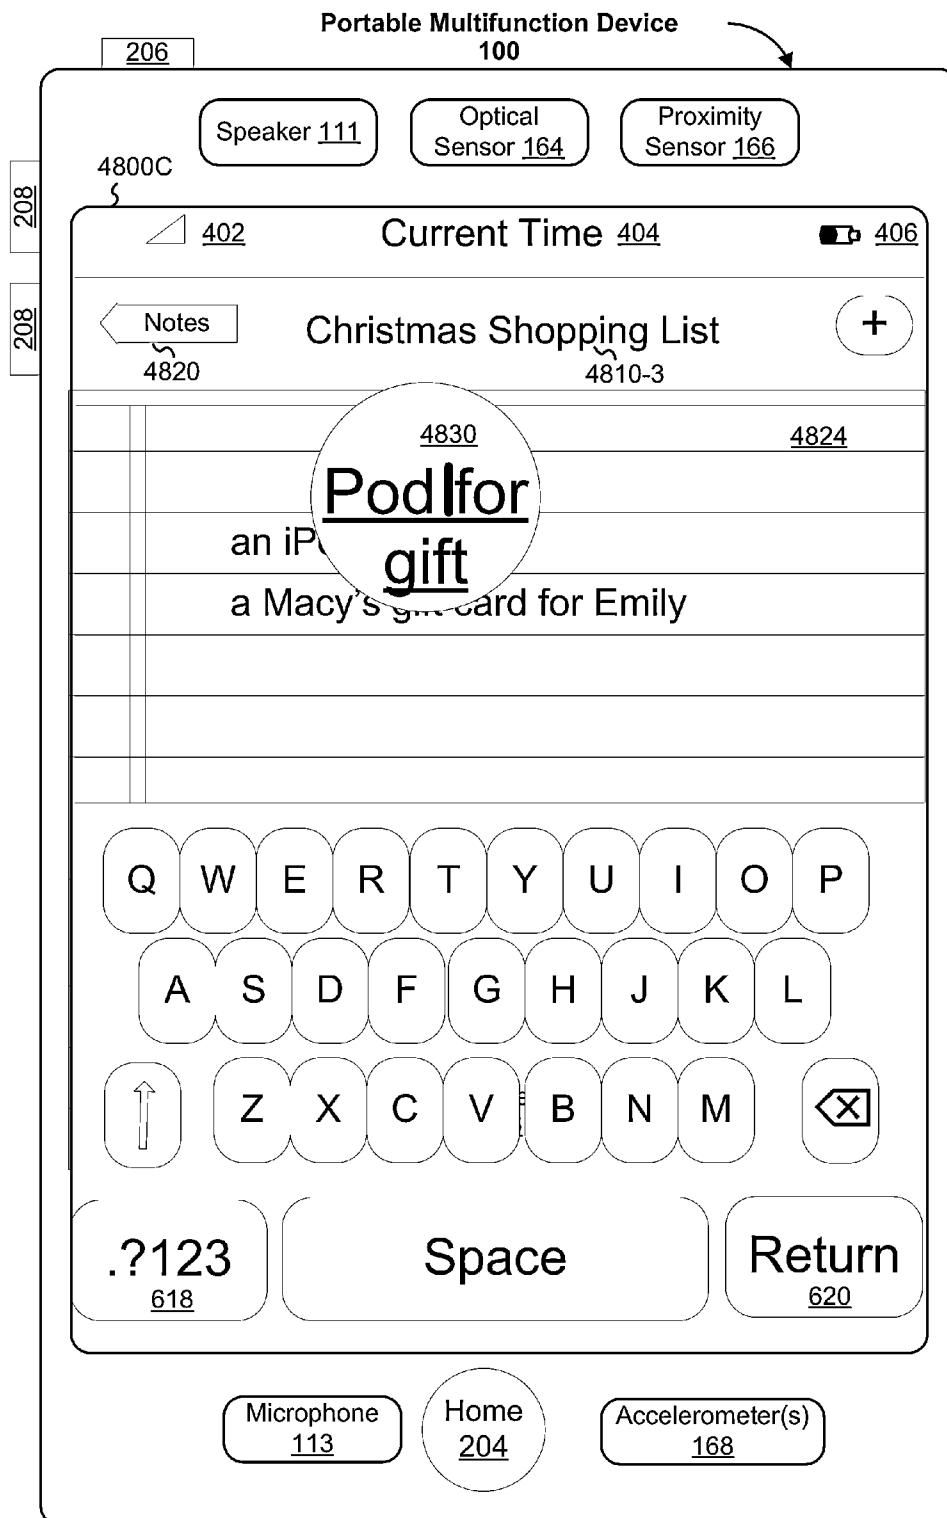 Portable Multifunction Device
100
206
Speaker 111
Optical
Sensor 164
Proximity
Sensor 166
4800C
208
402
Current Time 404
406
208
Notes
Christmas Shopping List
+
4820
4810-3
4830
4824
Pod for
an iP
gift
a Macy's gift card for Emily
Q W E R T Y U I O P
A S D F G H J K L
Z X C V B N M
.?123
618
Space
Return
620
Microphone
113
Home
204
Accelerometer(s)
168